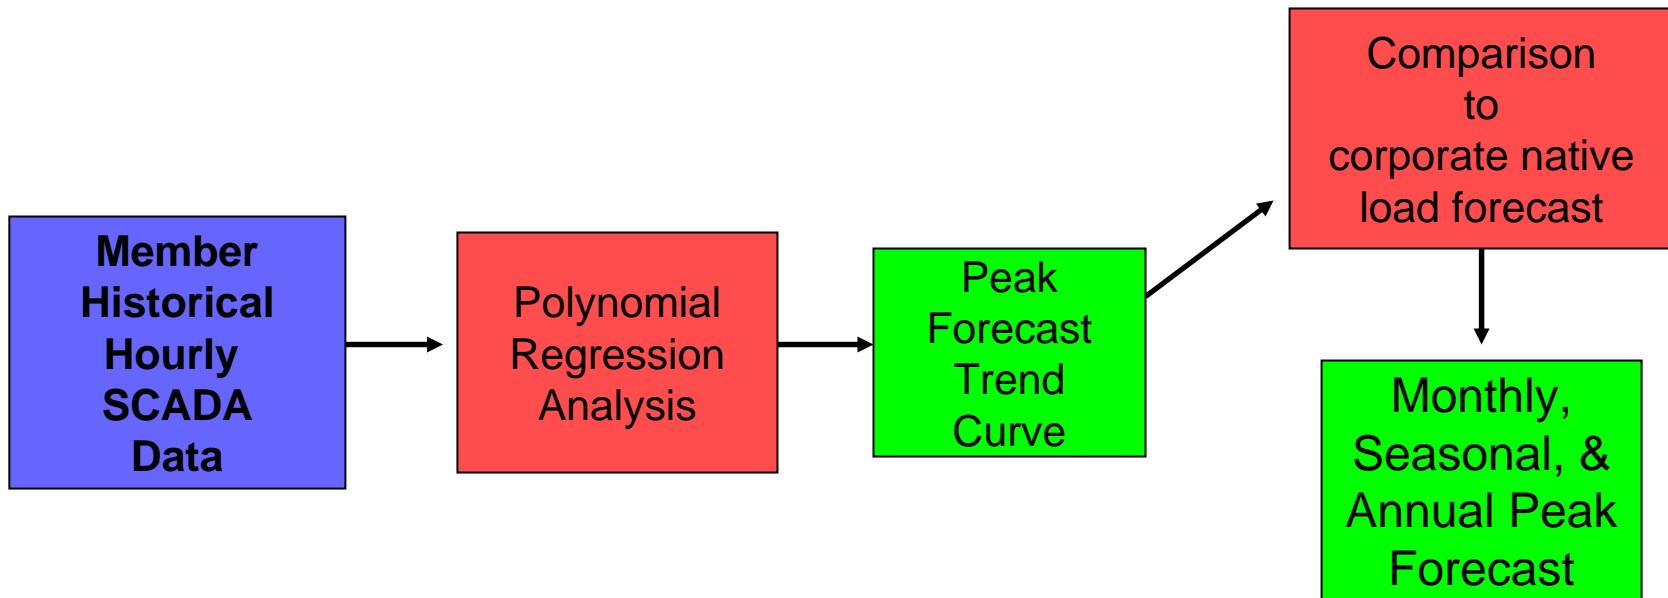 Member
Historical
Hourly
SCADA
Data
Polynomial
Regression
Analysis
Peak
Forecast
Trend
Curve
Comparison
to
corporate native
load forecast
Monthly,
Seasonal, &
Annual Peak
Forecast